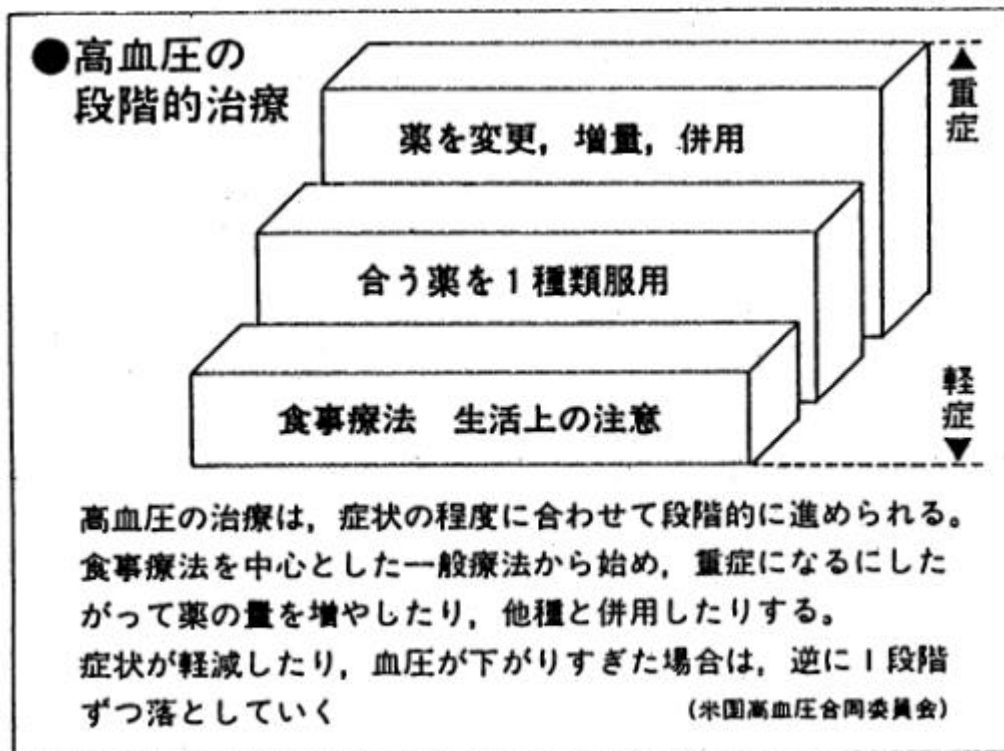 ●高血圧の
段階的治療
▲重症
薬を変更，増量，併用
合う薬を1種類服用
軽症▼
食事療法　生活上の注意
高血圧の治療は，症状の程度に合わせて段階的に進められる。
食事療法を中心とした一般療法から始め，重症になるにした
がって薬の量を増やしたり，他種と併用したりする。
症状が軽減したり，血圧が下がりすぎた場合は，逆に1段階
ずつ落としていく
(米国高血圧合同委員会)